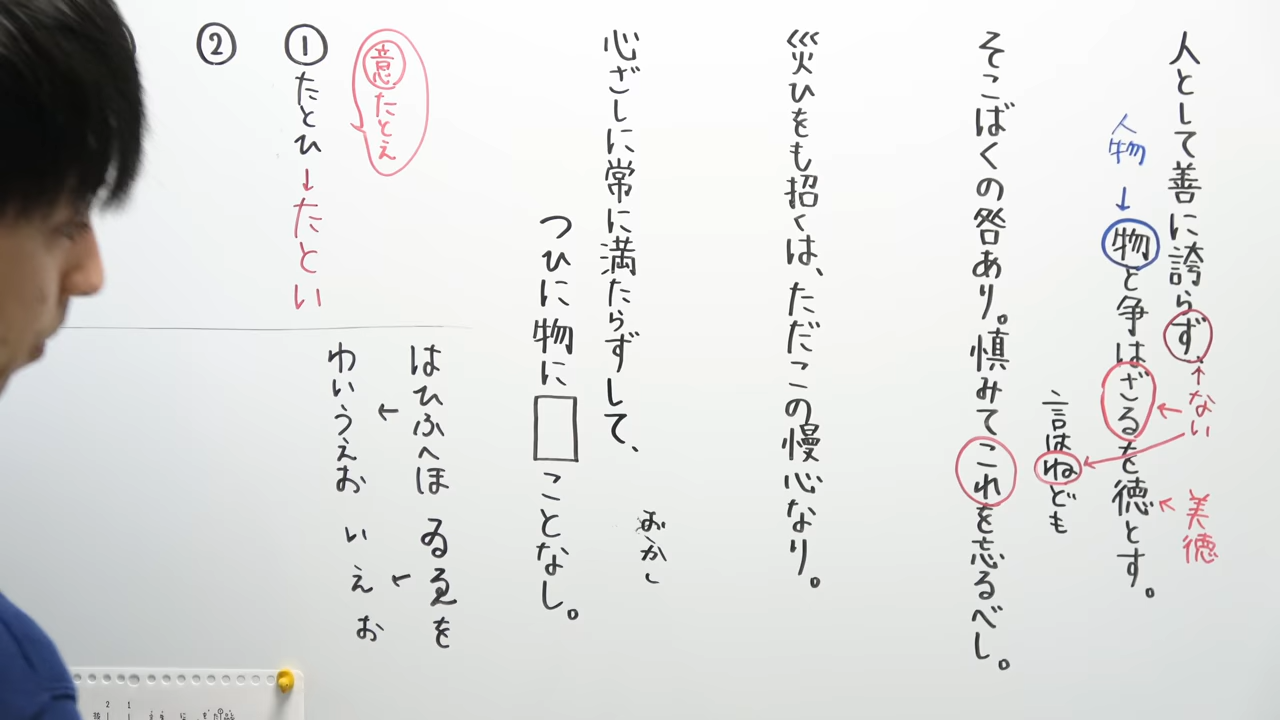 人として善に誇らず、
ない
美徳
人物
↓
物と争はざるを徳とす。
言はねども
そこばくの咎あり。慎みてこれを忘るべし。
災ひをも招くは、ただこの慢心なり。
おかし
心ざしに常に満たらずして、
つひに物に□ことなし。
意たとえ
①たとひ→たとい
②
はひふへほ ゐゑを
わいうえお いえお